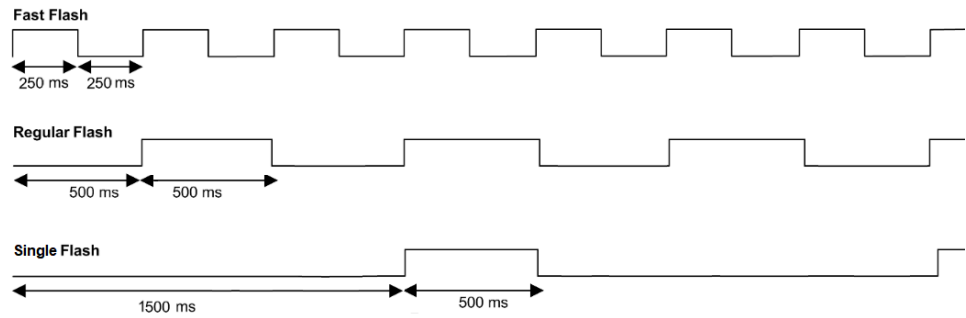 Fast Flash
250 ms 250 ms
Regular Flash
500 ms 500 ms
Single Flash
1500 ms 500 ms